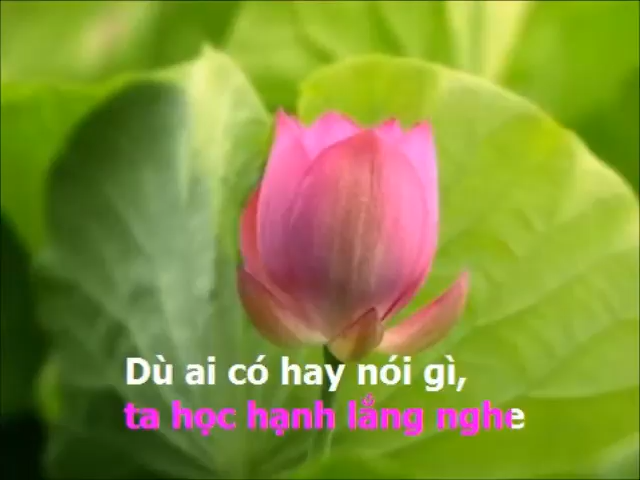 Dù ai có hay nói gì,
ta học hạnh lắng nghe